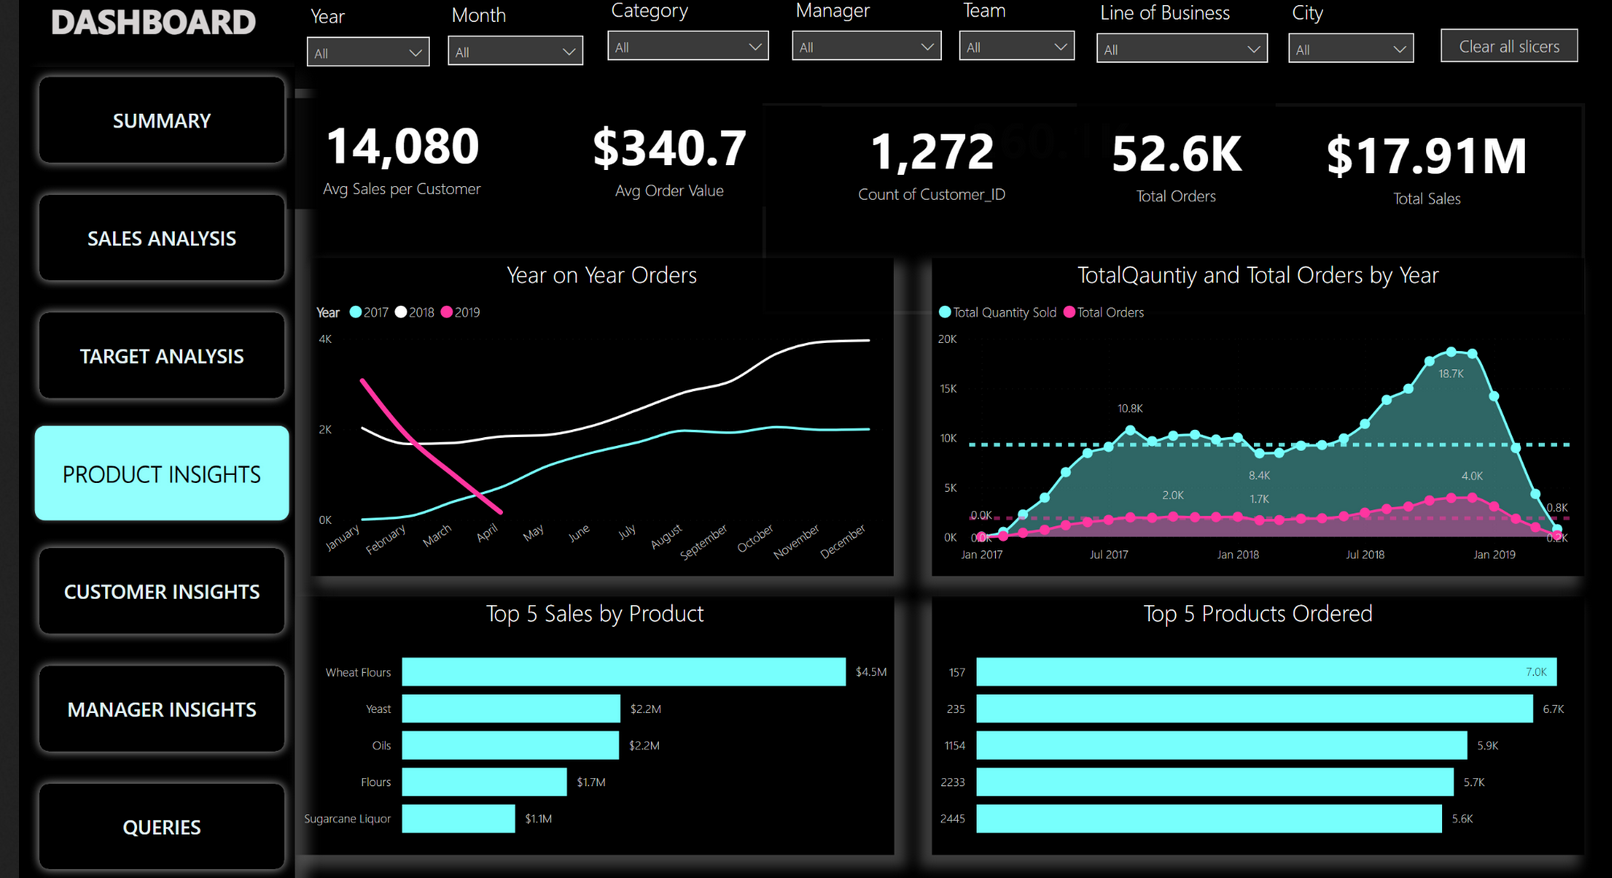 DASHBOARD
Year
Month
Category
Manager
Team
Line of Business
City
All
All
All
All
All
All
All
Clear all slicers
SUMMARY
SALES ANALYSIS
TARGET ANALYSIS
PRODUCT INSIGHTS
CUSTOMER INSIGHTS
MANAGER INSIGHTS
QUERIES
14,080
Avg Sales per Customer
$340.7
Avg Order Value
1,272
Count of Customer_ID
52.6K
Total Orders
$17.91M
Total Sales
Year on Year Orders
Year 2017 2018 2019
4K
2K
0K
January
February
March
April
May
June
July
August
September
October
November
December
TotalQauntiy and Total Orders by Year
Total Quantity Sold Total Orders
20K
15K
10K
5K
0K
10.8K
18.7K
8.4K
2.0K
1.7K
4.0K
0.0K
0.0K
0.8K
0.2K
Jan 2017
Jul 2017
Jan 2018
Jul 2018
Jan 2019
Top 5 Sales by Product
Wheat Flours $4.5M
Yeast $2.2M
Oils $2.2M
Flours $1.7M
Sugarcane Liquor $1.1M
Top 5 Products Ordered
157 7.0K
235 6.7K
1154 5.9K
2233 5.7K
2445 5.6K